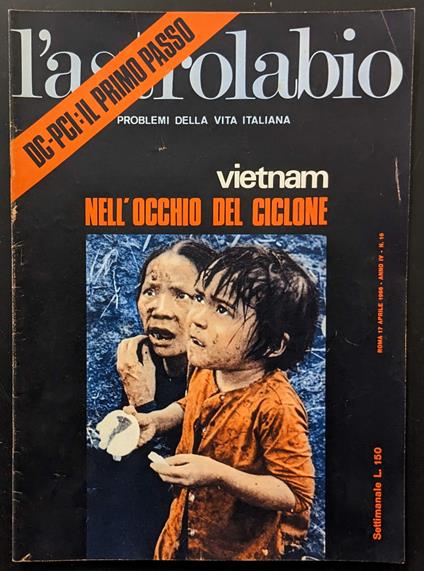 l'astrolabio
DC-PCI: IL PRIMO PASSO
PROBLEMI DELLA VITA ITALIANA
vietnam
NELL'OCCHIO DEL CICLONE
ROMA 17 APRILE 1966 - ANNO IV - N. 16
Settimanale L. 150